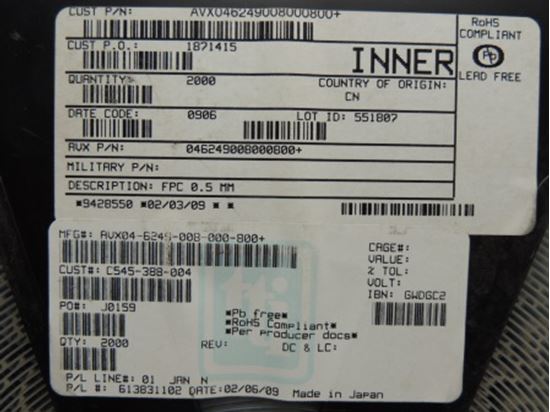 CUST P/N: AVX046249008000800+
RoHS
COMPLIANT
CUST P.O.: 1871415
INNER
Pb
LEAD FREE
QUANTITY: 2000
COUNTRY OF ORIGIN:
CN
DATE CODE: 0906
LOT ID: 551807
AVX P/N: 046249008000800+
MILITARY P/N:
DESCRIPTION: FPC 0.5 MM
*9428550 *02/03/09 * *
MFG#: AVX04-6249-008-000-800+
CAGE#:
VALUE:
CUST#: C545-388-004
% TOL:
VOLT:
IBN: GWDGC2
PO#: J0159
*Pb free*
*RoHS Compliant*
*Per producer docs*
QTY: 2000
REV:
DC & LC:
P/L LINE#: 01 JAN N
P/L #: 613831102 DATE:02/06/09 Made in Japan